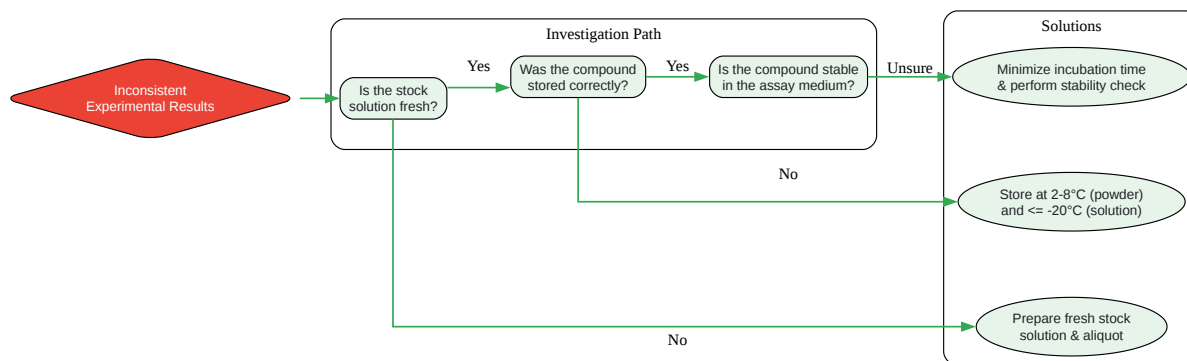 Investigation Path
Solutions
Inconsistent
Experimental Results
Is the stock
solution fresh?
Yes
Was the compound
stored correctly?
Yes
Is the compound stable
in the assay medium?
Unsure
Minimize incubation time
& perform stability check
No
Store at 2-8°C (powder)
and <= -20°C (solution)
No
Prepare fresh stock
solution & aliquot